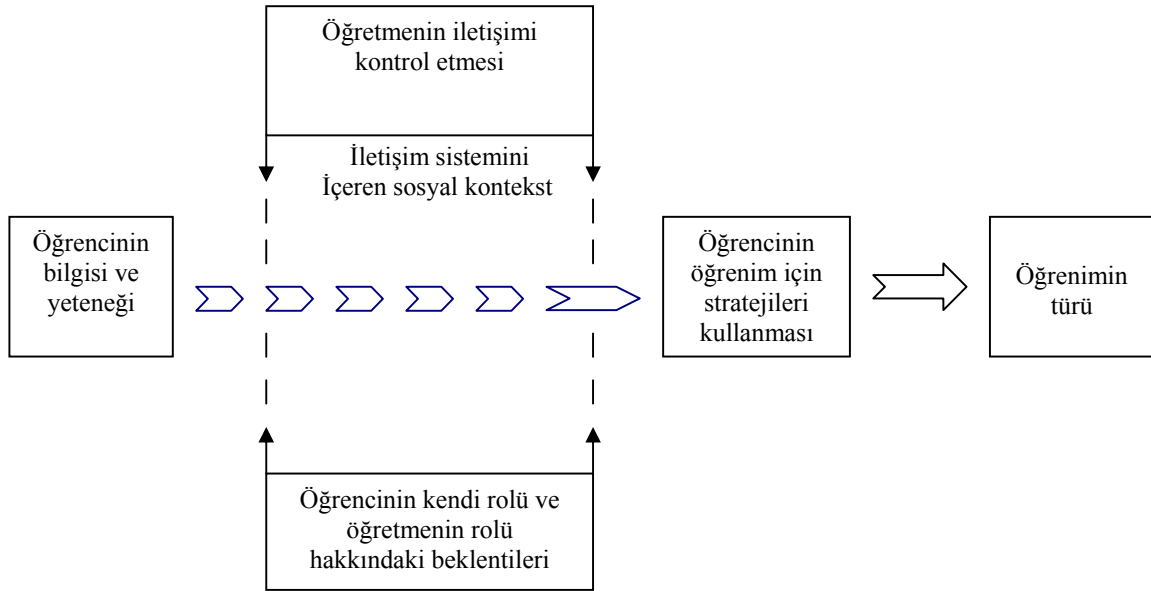 Öğretmenin iletişimi
kontrol etmesi
İletişim sistemini
İçeren sosyal kontekst
Öğrencinin
bilgisi ve
yeteneği
Öğrencinin
öğrenim için
stratejileri
kullanması
Öğrenimin
türü
Öğrencinin kendi rolü ve
öğretmenin rolü
hakkındaki beklentileri